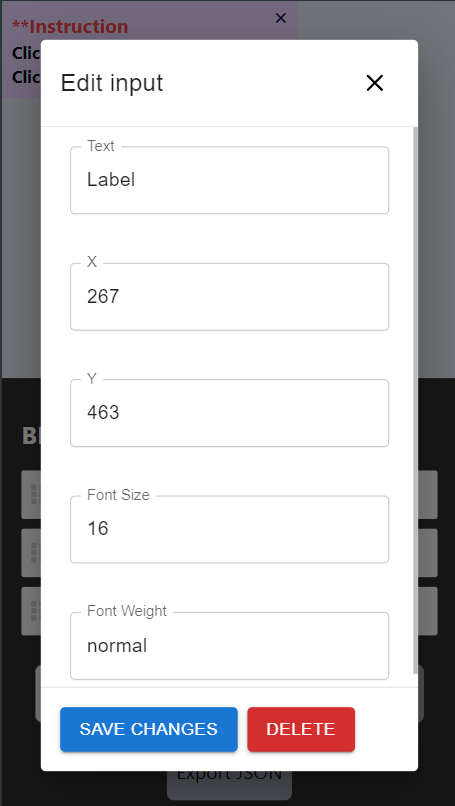 **Instruction
Clic
Clic
Edit input
Text
Label
X
267
Y
463
Font Size
16
Font Weight
normal
SAVE CHANGES
DELETE
Export JSON